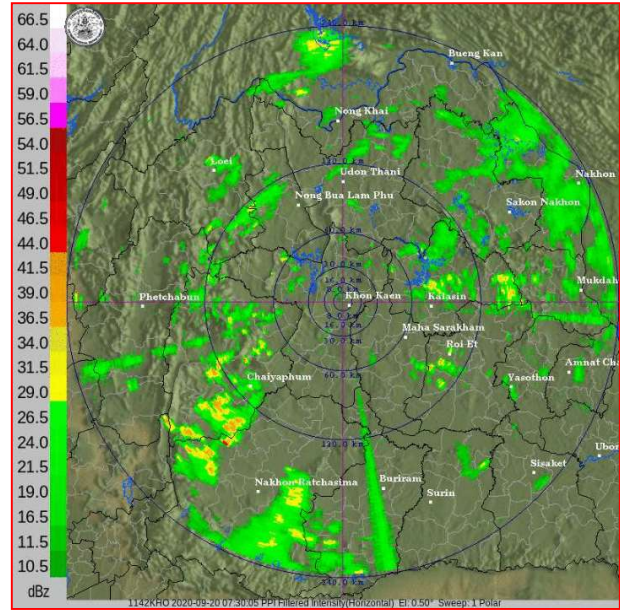 66.5
64.0
61.5
59.0
56.5
54.0
51.5
49.0
46.5
44.0
41.5
39.0
36.5
34.0
31.5
29.0
26.5
24.0
21.5
19.0
16.5
13.0
10.5
dBz
Bueng Kan
Nong Khai
Loei
Udon Thani
Nakhon
Nong Bua Lam Phu
Sakon Nakhon
Mukdah
Phetchabun
Khon Kaen
Kalasin
Maha Sarakham
Roi-Et
Amnat Cha
Chaiyaphum
Yasothon
60.0 km
120.0 km
Ubon
Sisaket
Nakhon Ratchasima
Buriram
Surin
1142KHO 2020-09-20 07:30:05 PPI Filtered Intensity(Horizontal) El: 0.50° Sweep: 1 Polar